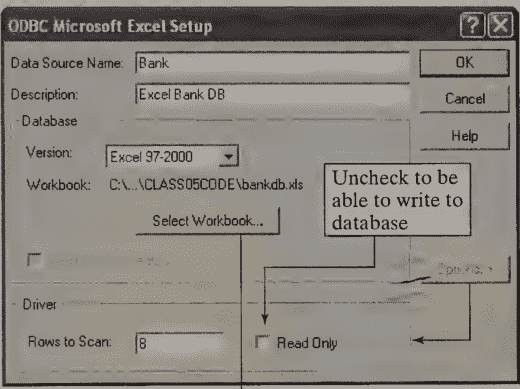 ODBC Microsoft Excel Setup
Data Source Name: Bank
OK
Description: Excel Bank DB
Cancel
Database
Help
Version: Excel 97-2000
Workbook: C:\...\CLASS05CODE\bankdb.xls
Uncheck to be
able to write to
database
Select Workbook...
Options >
Driver
Rows to Scan: 8
Read Only